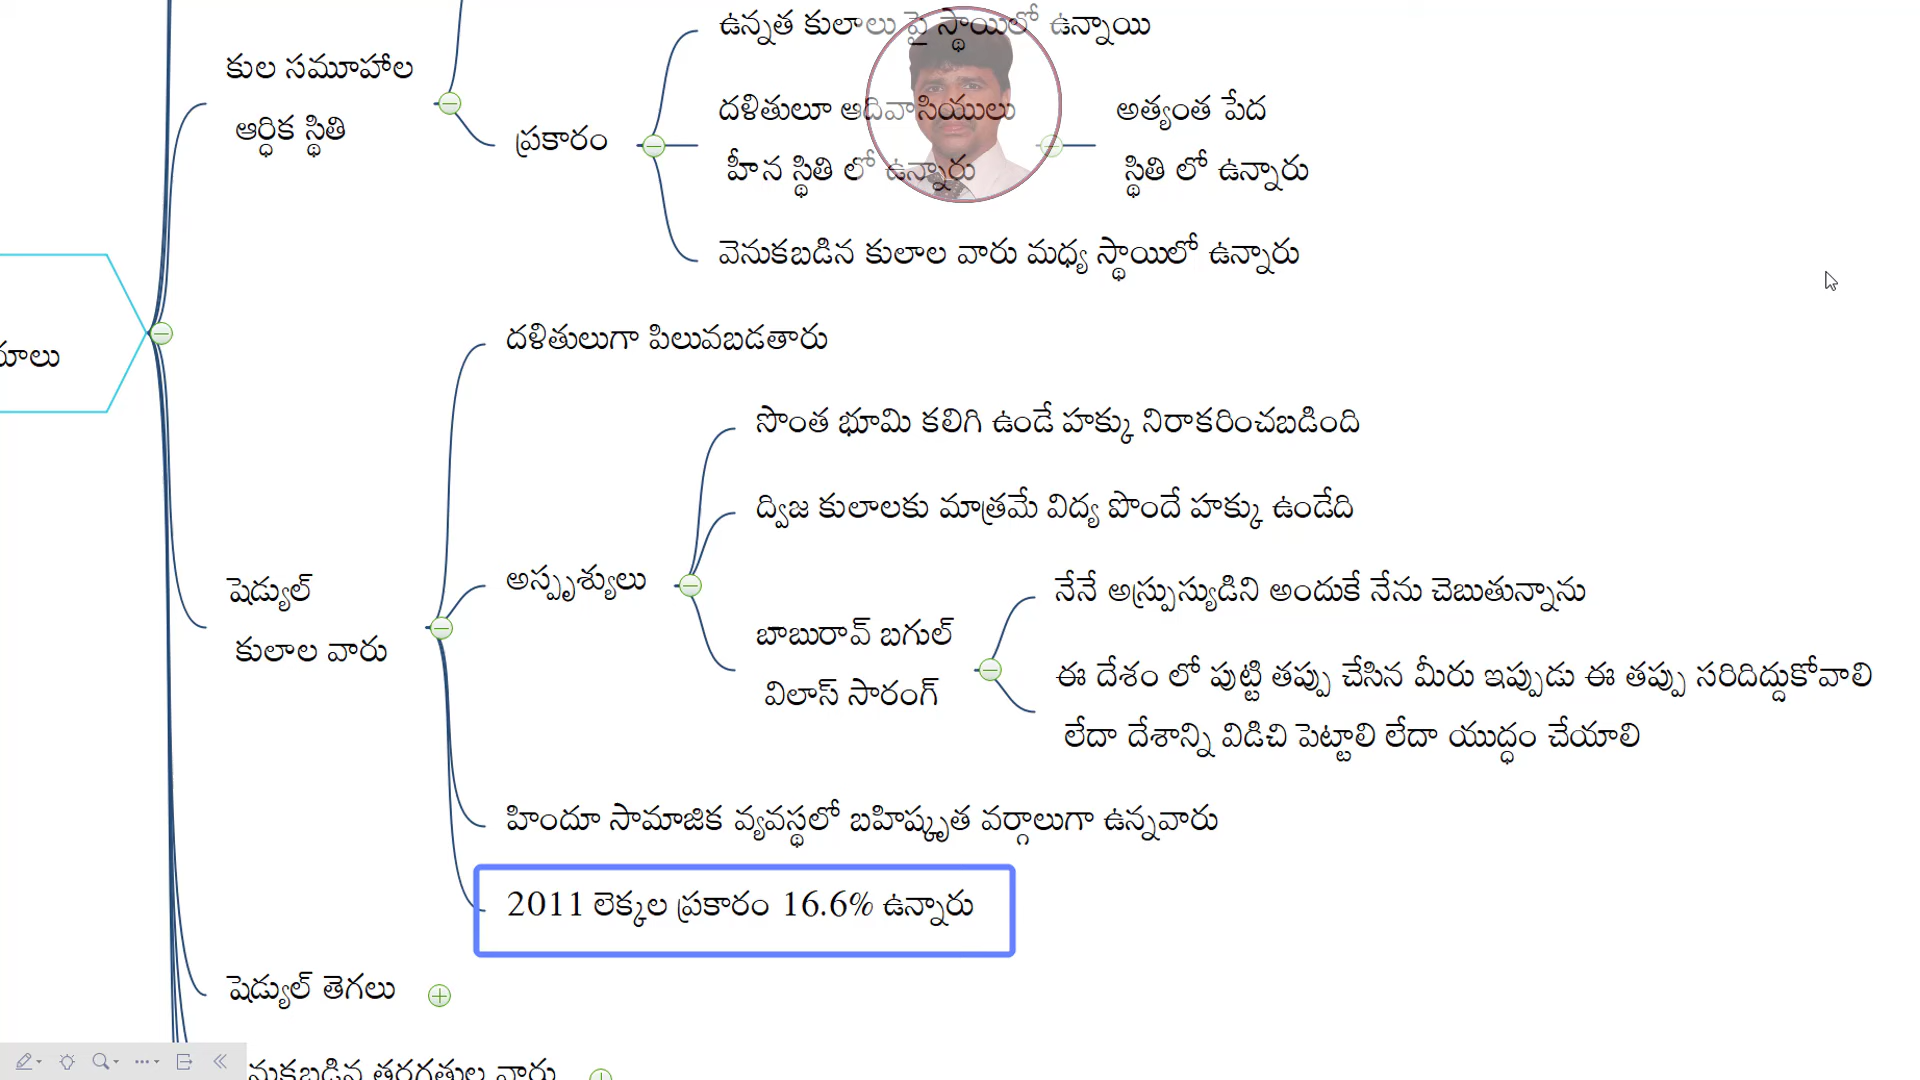 ఉన్నత కులాలు పై స్థాయిలో ఉన్నాయి
కుల సమూహాల
ఆర్ధిక స్థితి
ప్రకారం
దళితులూ ఆదివాసియులు
హీన స్థితి లో ఉన్నారు
అత్యంత పేద
స్థితి లో ఉన్నారు
వెనుకబడిన కులాల వారు మధ్య స్థాయిలో ఉన్నారు
దళితులుగా పిలువబడతారు
సొంత భూమి కలిగి ఉండే హక్కు నిరాకరించబడింది
ద్విజ కులాలకు మాత్రమే విద్య పొందే హక్కు ఉండేది
షెడ్యుల్
కులాల వారు
అస్పృశ్యులు
బాబురావ్ బగుల్
విలాస్ సారంగ్
నేనే అస్ప్రుస్యుడిని అందుకే నేను చెబుతున్నాను
ఈ దేశం లో పుట్టి తప్పు చేసిన మీరు ఇప్పుడు ఈ తప్పు సరిదిద్దుకోవాలి
లేదా దేశాన్ని విడిచి పెట్టాలి లేదా యుద్ధం చేయాలి
హిందూ సామాజిక వ్యవస్థలో బహిష్కృత వర్గాలుగా ఉన్నవారు
2011 లెక్కల ప్రకారం 16.6% ఉన్నారు
షెడ్యుల్ తెగలు
తరగతుల వారు